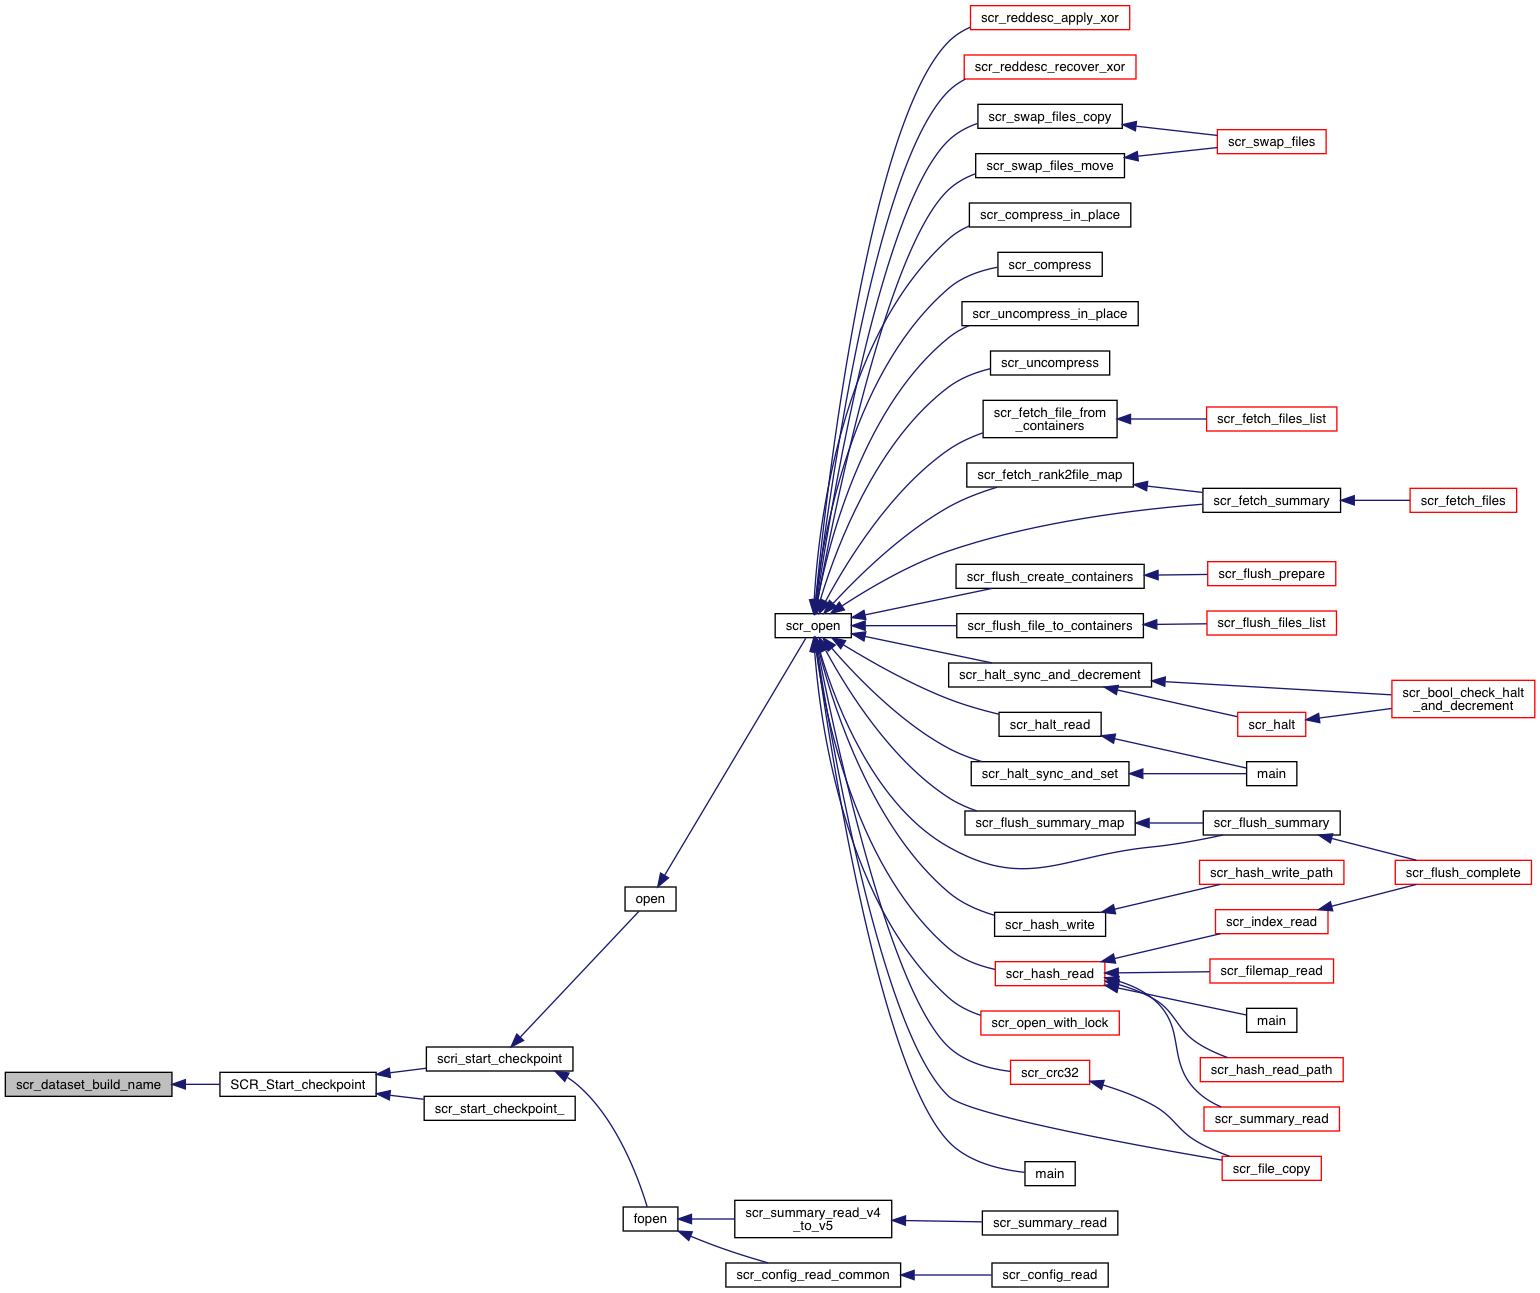 scr_reddesc_apply_xor
scr_reddesc_recover_xor
scr_swap_files_copy
scr_swap_files
scr_swap_files_move
scr_compress_in_place
scr_compress
scr_uncompress_in_place
scr_uncompress
scr_fetch_file_from
_containers
scr_fetch_files_list
scr_fetch_rank2file_map
scr_fetch_summary
scr_fetch_files
scr_flush_create_containers
scr_flush_prepare
scr_open
scr_flush_file_to_containers
scr_flush_files_list
scr_halt_sync_and_decrement
scr_bool_check_halt
_and_decrement
scr_halt_read
scr_halt
scr_halt_sync_and_set
main
scr_flush_summary_map
scr_flush_summary
scr_hash_write_path
scr_flush_complete
open
scr_hash_write
scr_index_read
scr_hash_read
scr_filemap_read
scr_open_with_lock
main
scri_start_checkpoint
scr_crc32
scr_hash_read_path
scr_dataset_build_name
SCR_Start_checkpoint
scr_start_checkpoint_
scr_summary_read
main
scr_file_copy
fopen
scr_summary_read_v4
_to_v5
scr_summary_read
scr_config_read_common
scr_config_read